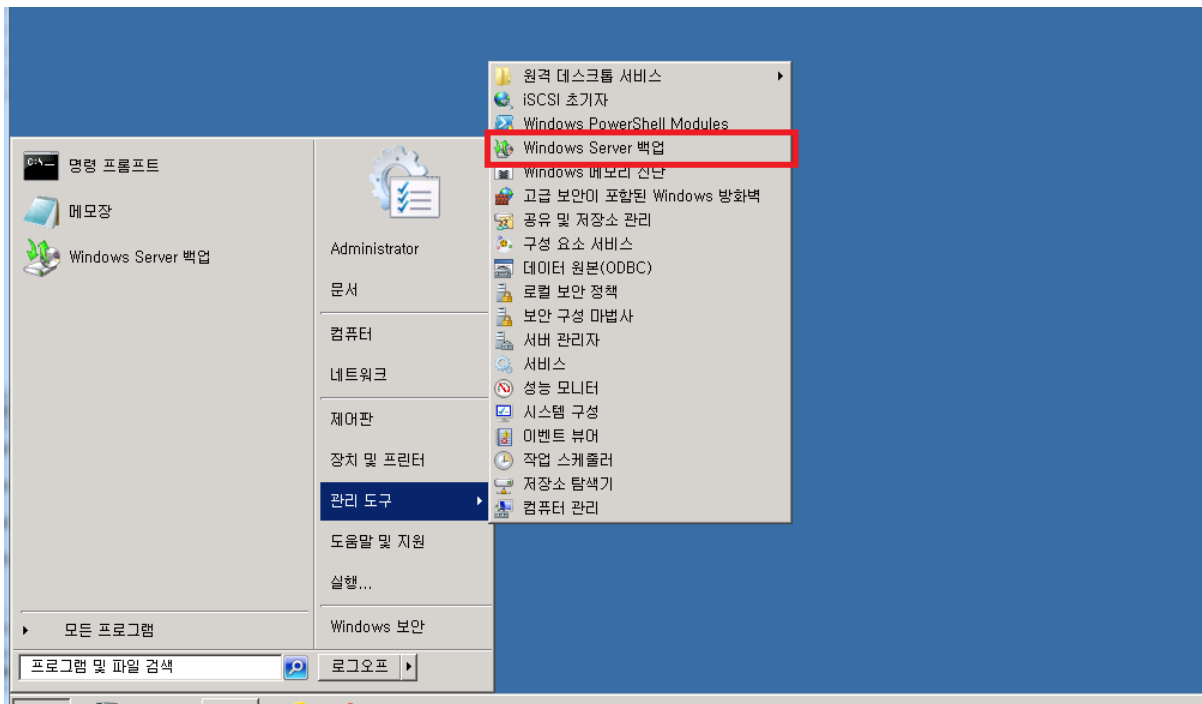 명령 프롬프트
메모장
Windows Server 백업
모든 프로그램
프로그램 및 파일 검색
Administrator
문서
컴퓨터
네트워크
제어판
장치 및 프린터
관리 도구
도움말 및 지원
실행...
Windows 보안
로그오프
원격 데스크톱 서비스
iSCSI 초기자
Windows PowerShell Modules
Windows Server 백업
Windows 메모리 진단
고급 보안이 포함된 Windows 방화벽
공유 및 저장소 관리
구성 요소 서비스
데이터 원본(ODBC)
로컬 보안 정책
보안 구성 마법사
서버 관리자
서비스
성능 모니터
시스템 구성
이벤트 뷰어
작업 스케줄러
저장소 탐색기
컴퓨터 관리